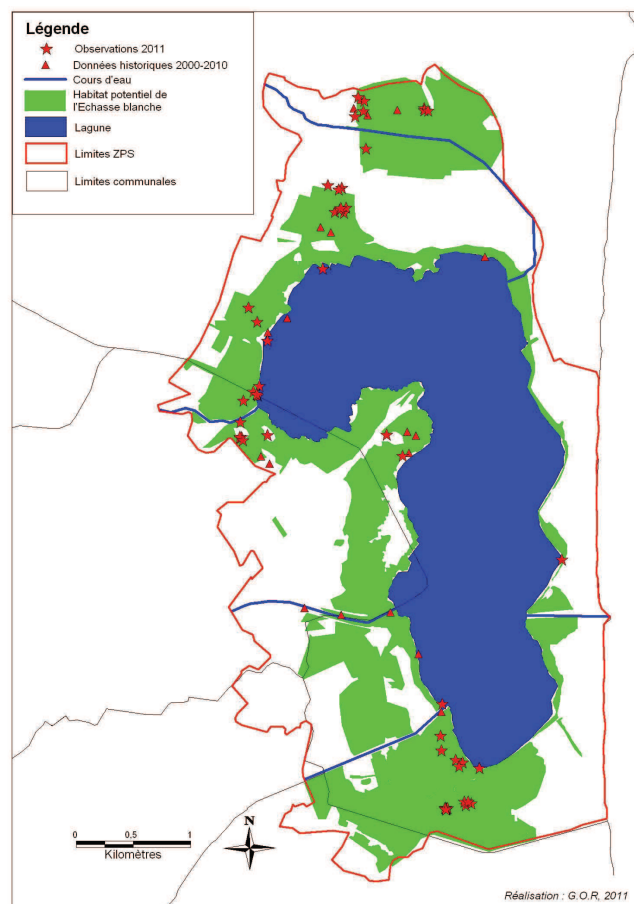 Légende
Observations 2011
Données historiques 2000-2010
Cours d'eau
Habitat potentiel de
l'Echasse blanche
Lagune
Limites ZPS
Limites communales
0 0,5 1
Kilomètres
N
Réalisation : G.O.R, 2011